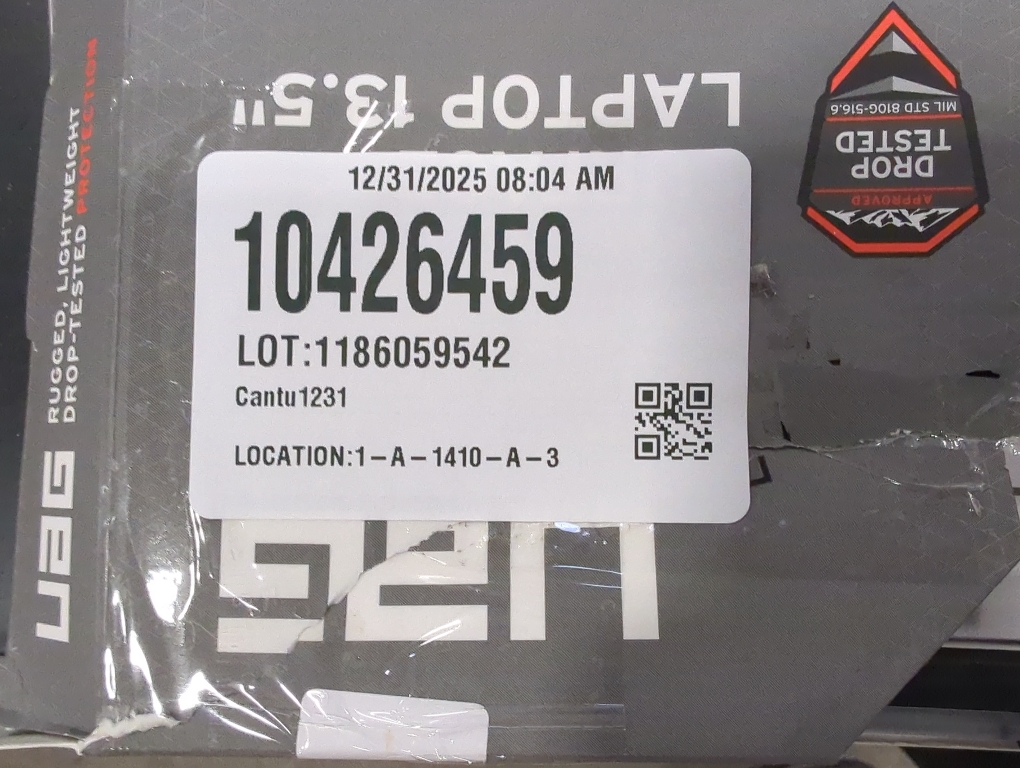 LAPTOP 13.5"
MIL STD 810G-516.6
DROP
TESTED
APPROVED
12/31/2025 08:04 AM
10426459
LOT:1186059542
Cantu1231
LOCATION:1-A-1410-A-3
UAG
RUGGED, LIGHTWEIGHT
DROP-TESTED PROTECTION
UAG